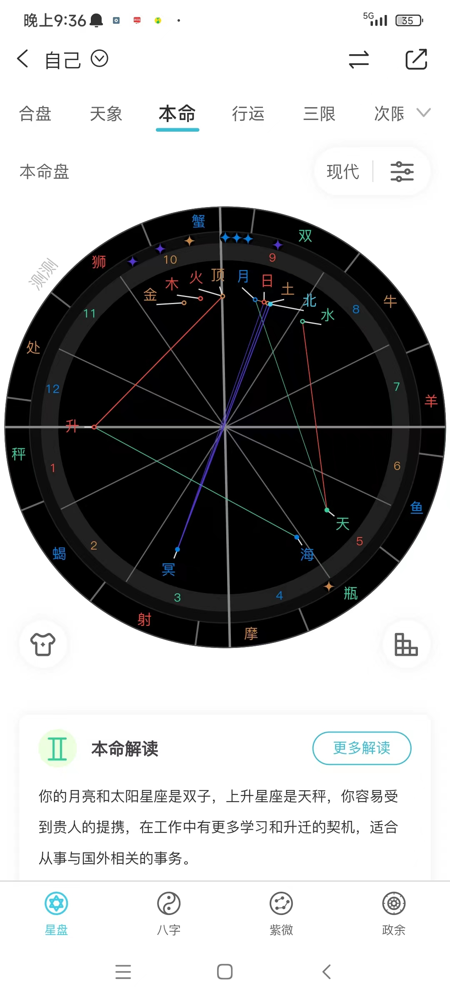 晚上9:36
5G
35
自己
合盘 天象 本命 行运 三限 次限
本命盘
现代
测测
蟹
双
狮
牛
处
羊
秤
鱼
蝎
瓶
射
摩
10
9
11
8
12
7
1
6
2
5
3
4
金
木
火
顶
月
日
土
北
水
升
天
海
冥
本命解读
更多解读
你的月亮和太阳星座是双子，上升星座是天秤，你容易受
到贵人的提携，在工作中有更多学习和升迁的契机，适合
从事与国外相关的事务。
星盘 八字 紫微 政余